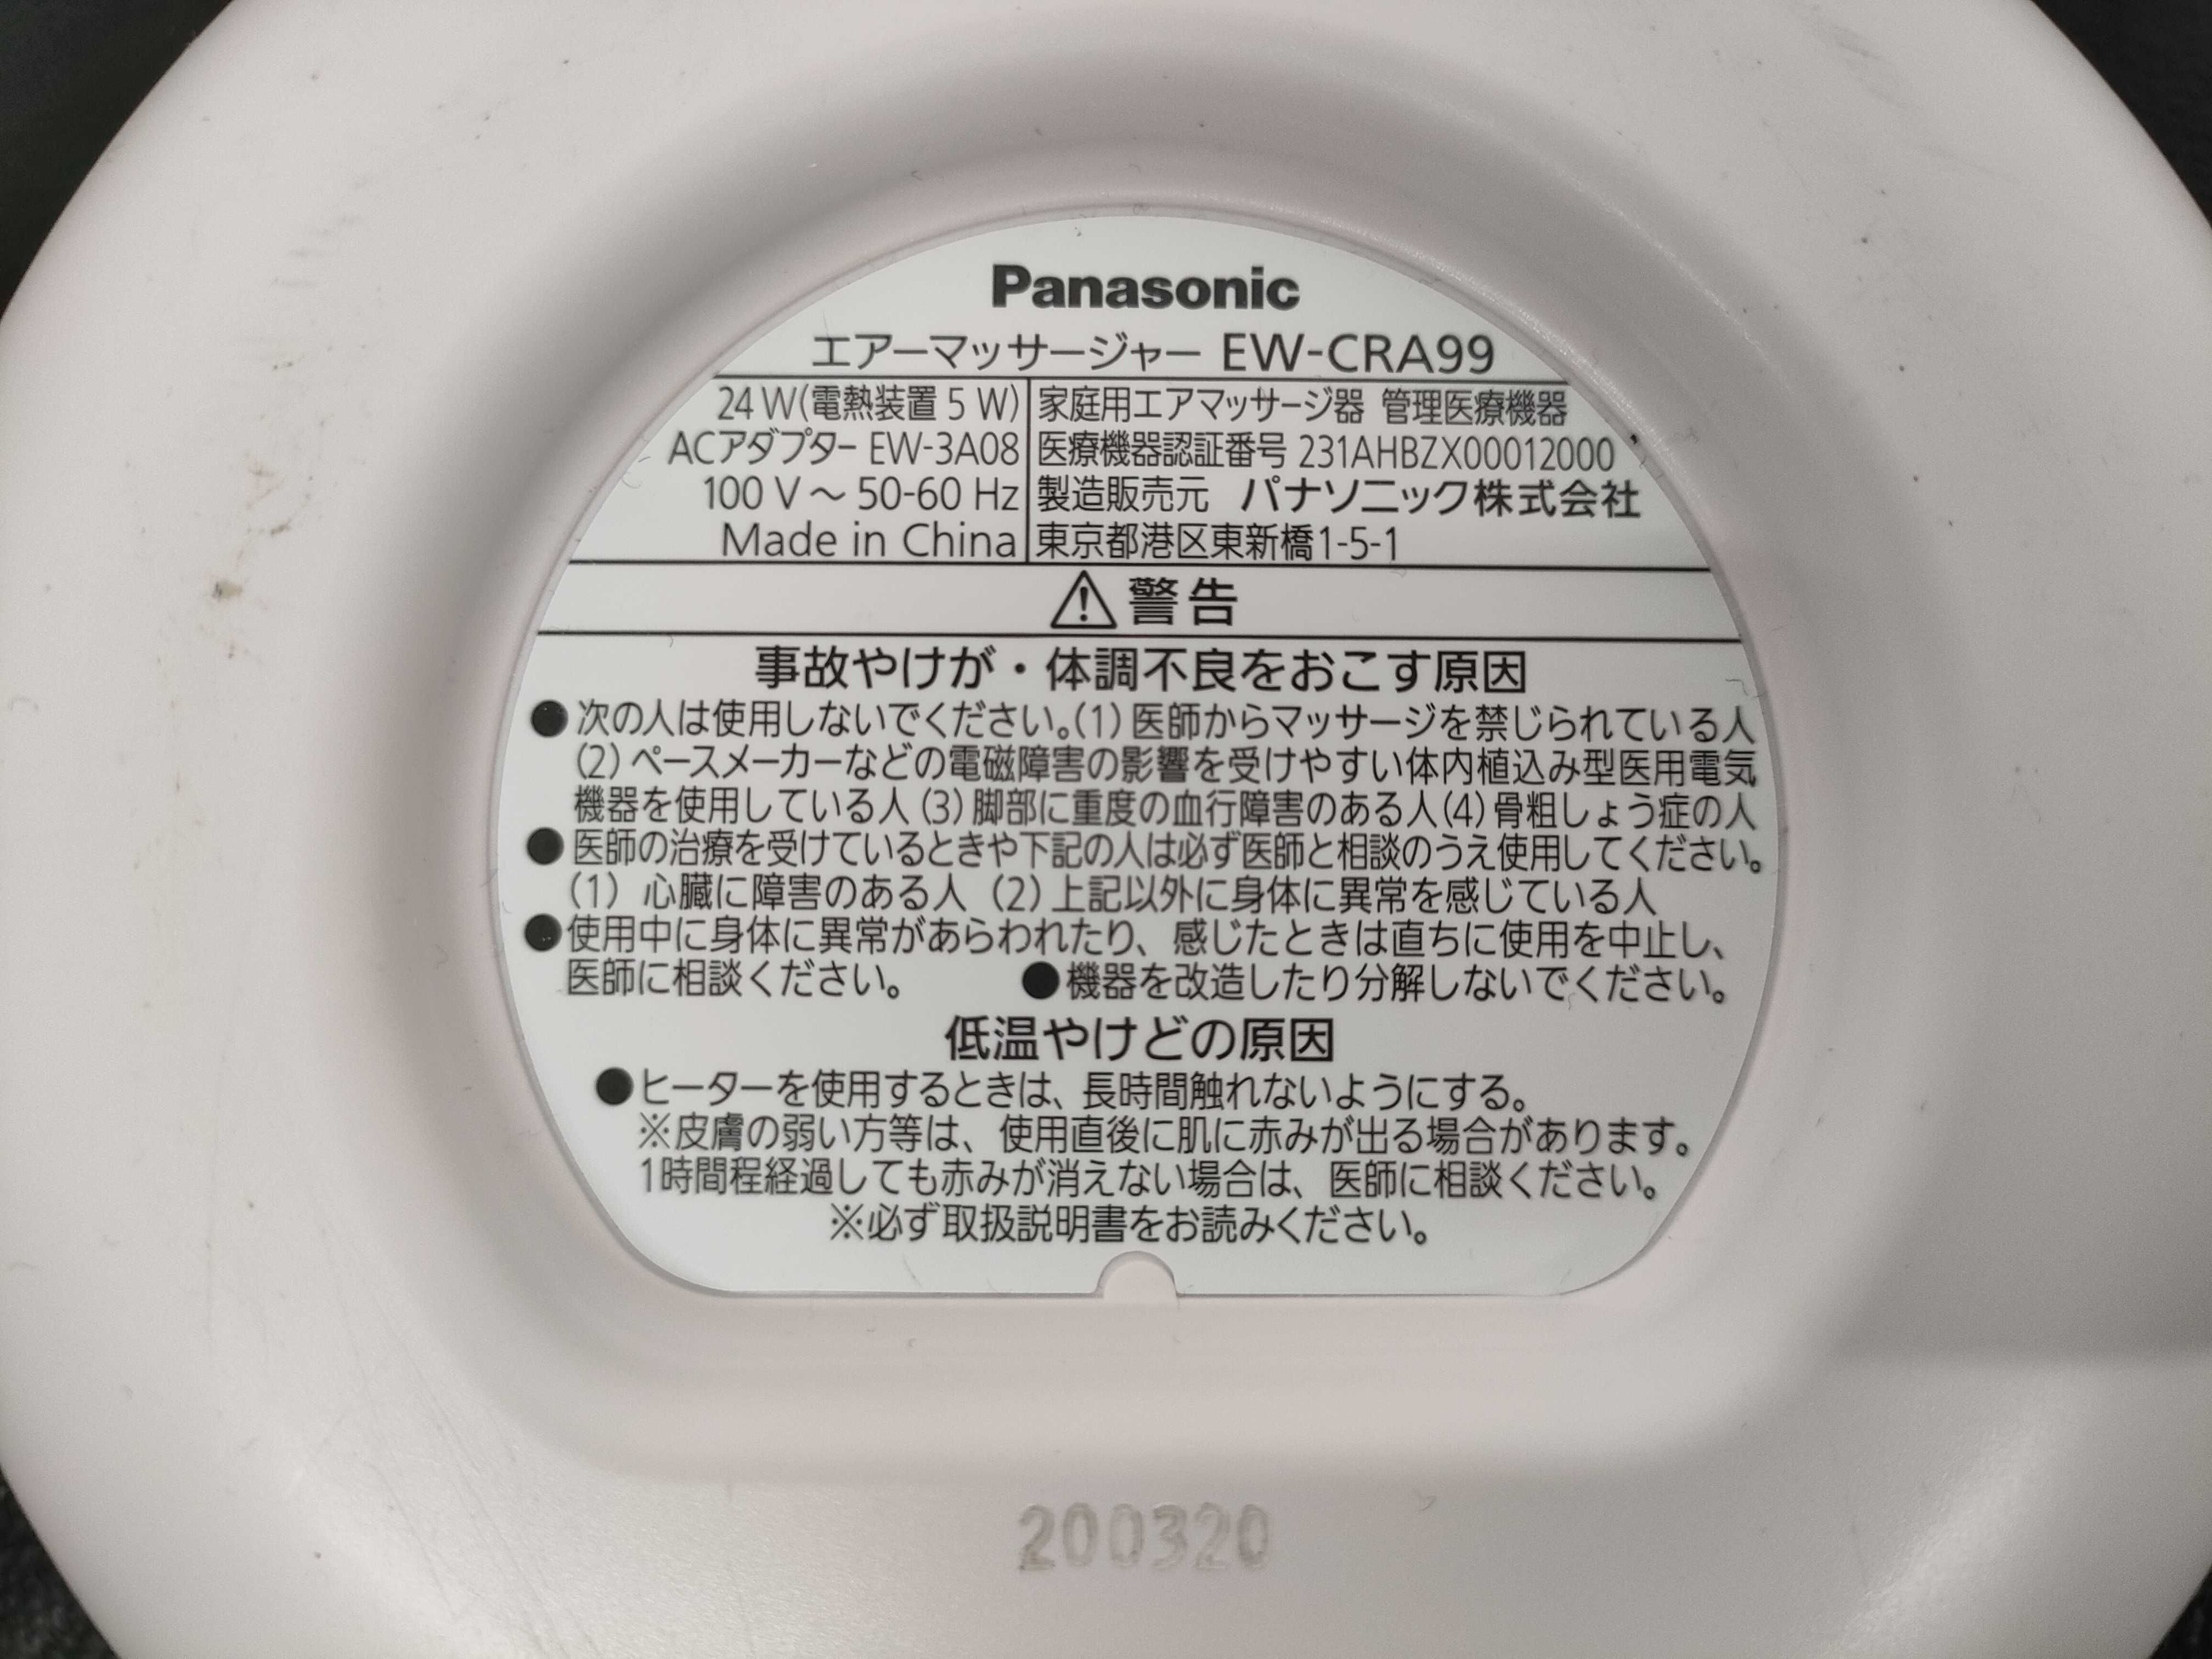 Panasonic
エアーマッサージャー EW-CRA99
24 W(電熱装置 5 W)
ACアダプター EW-3A08
100 V～ 50-60 Hz
Made in China
家庭用エアマッサージ器 管理医療機器
医療機器認証番号 231AHBZX00012000
製造販売元 パナソニック株式会社
東京都港区東新橋1-5-1
警告
事故やけが・体調不良をおこす原因
●次の人は使用しないでください。(1) 医師からマッサージを禁じられている人
(2) ペースメーカーなどの電磁障害の影響を受けやすい体内植込み型医用電気
機器を使用している人 (3) 脚部に重度の血行障害のある人 (4) 骨粗しょう症の人
●医師の治療を受けているときや下記の人は必ず医師と相談のうえ使用してください。
(1) 心臓に障害のある人 (2) 上記以外に身体に異常を感じている人
●使用中に身体に異常があらわれたり、感じたときは直ちに使用を中止し、
医師に相談ください。 ●機器を改造したり分解しないでください。
低温やけどの原因
●ヒーターを使用するときは、長時間触れないようにする。
※皮膚の弱い方等は、使用直後に肌に赤みが出る場合があります。
1時間程経過しても赤みが消えない場合は、医師に相談ください。
※必ず取扱説明書をお読みください。
200320